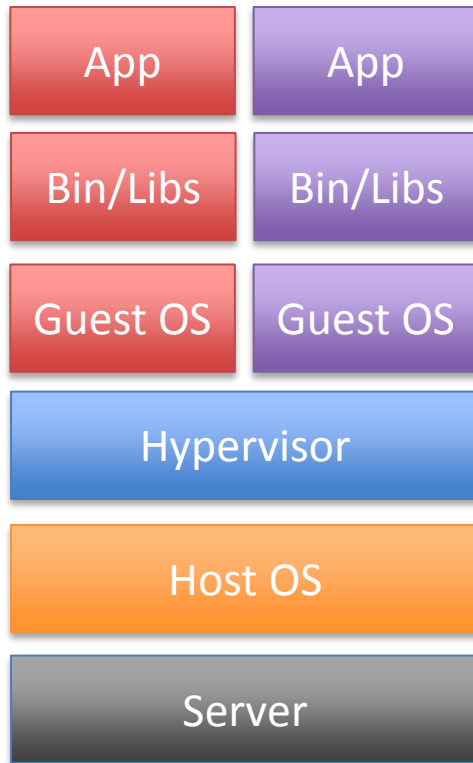 App App
Bin/Libs Bin/Libs
Guest OS Guest OS
Hypervisor
Host OS
Server